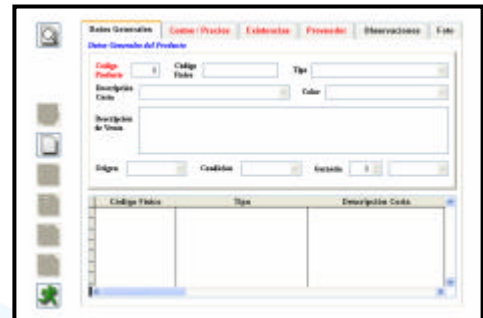 Datos Generales Costos / Precios Existencias Proveedor Observaciones Foto
Datos Generales del Producto
Código Producto Código Físico Tipo
Descripción Corta Color
Descripción de Venta
Origen Condición Garantía
Código Físico Tipo Descripción Corta